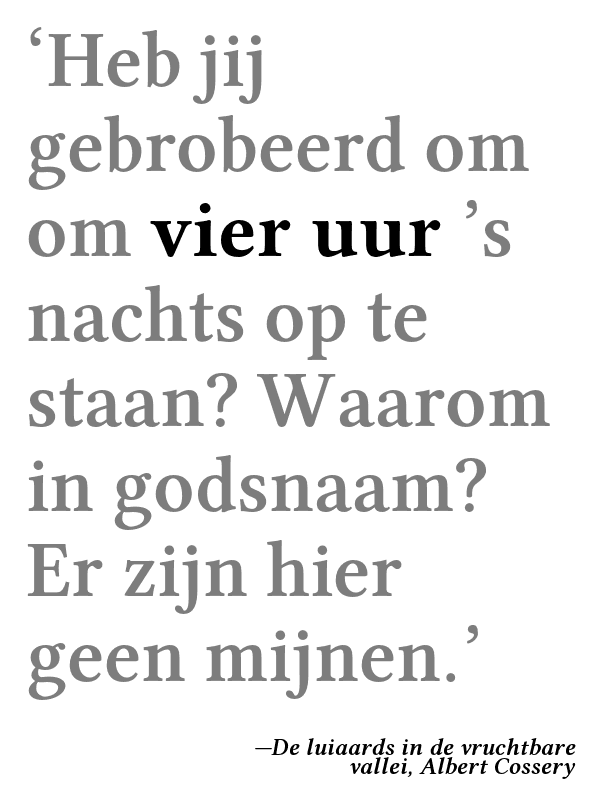 ‘Heb jij
gebrobeerd om
om vier uur ’s
nachts op te
staan? Waarom
in godsnaam?
Er zijn hier
geen mijnen.’
—De luiaards in de vruchtbare
vallei, Albert Cossery